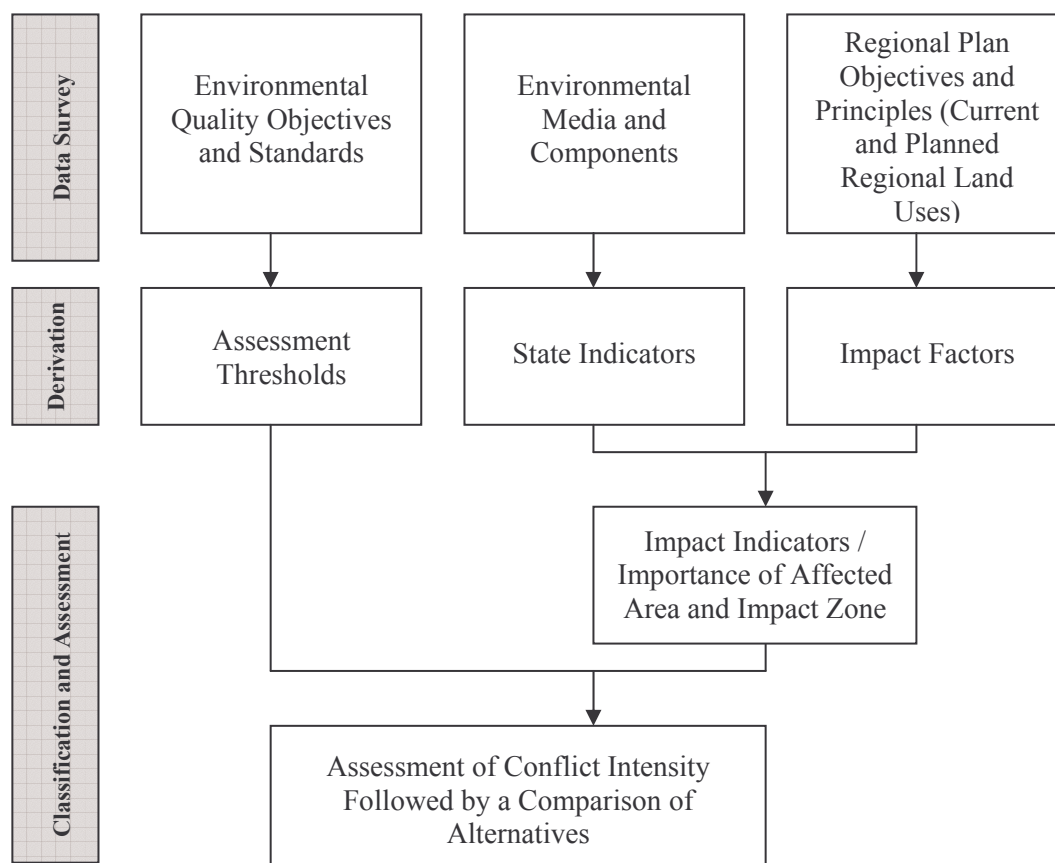 Data Survey
Environmental
Quality Objectives
and Standards
Environmental
Media and
Components
Regional Plan
Objectives and
Principles (Current
and Planned
Regional Land
Uses)
Derivation
Assessment
Thresholds
State Indicators
Impact Factors
Classification and Assessment
Impact Indicators /
Importance of Affected
Area and Impact Zone
Assessment of Conflict Intensity
Followed by a Comparison of
Alternatives